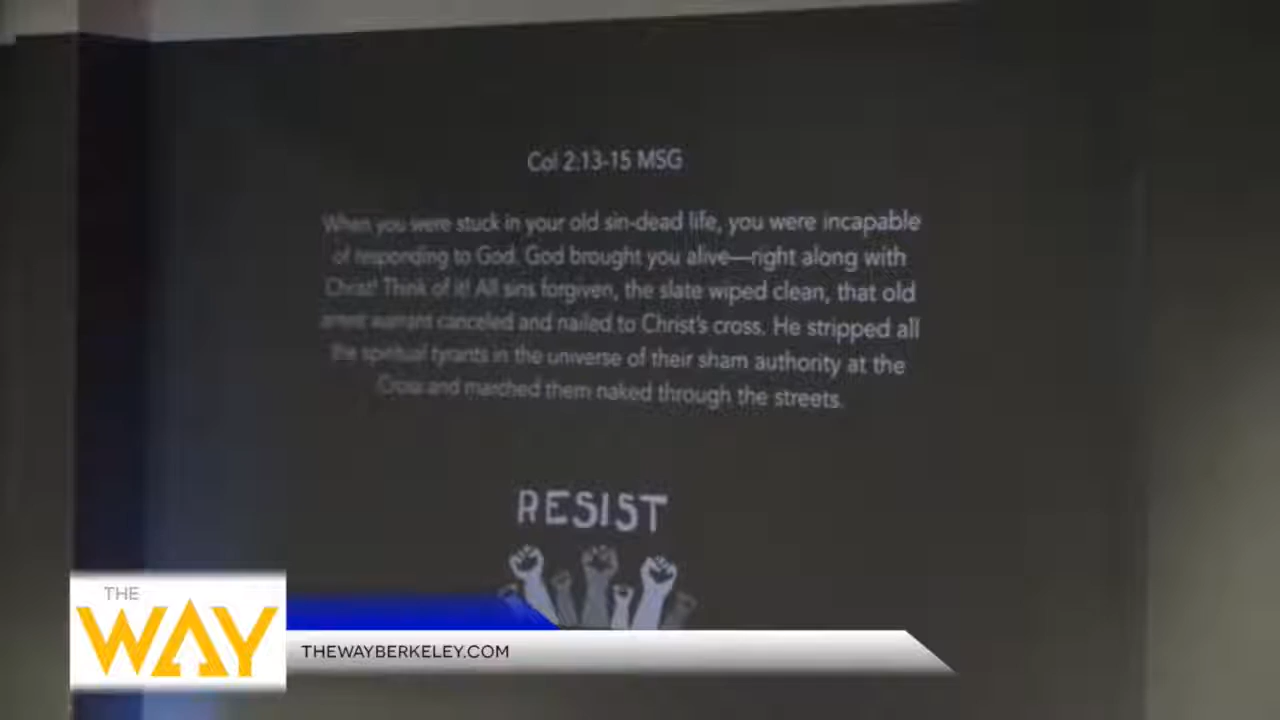 Col 2:13-15 MSG
When you were stuck in your old sin-dead life, you were incapable
of responding to God. God brought you alive—right along with
Christ! Think of it! All sins forgiven, the slate wiped clean, that old
arrest warrant canceled and nailed to Christ's cross. He stripped all
the spiritual tyrants in the universe of their sham authority at the
Cross and marched them naked through the streets.
RESIST
THE
WAY
THEWAYBERKELEY.COM